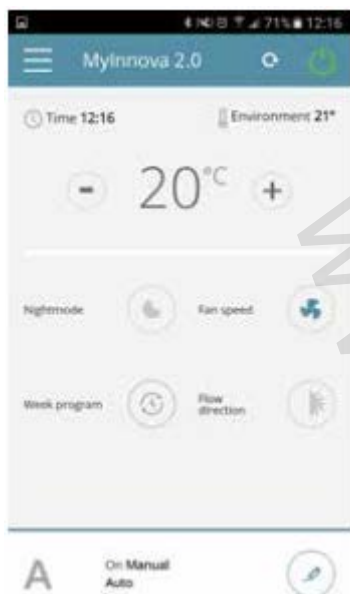 71% 12:16
MyInnova 2.0
Time 12:16 Environment 21°
- 20°C +
Nightmode Fan speed
Week program Flow direction
A On Manual
Auto